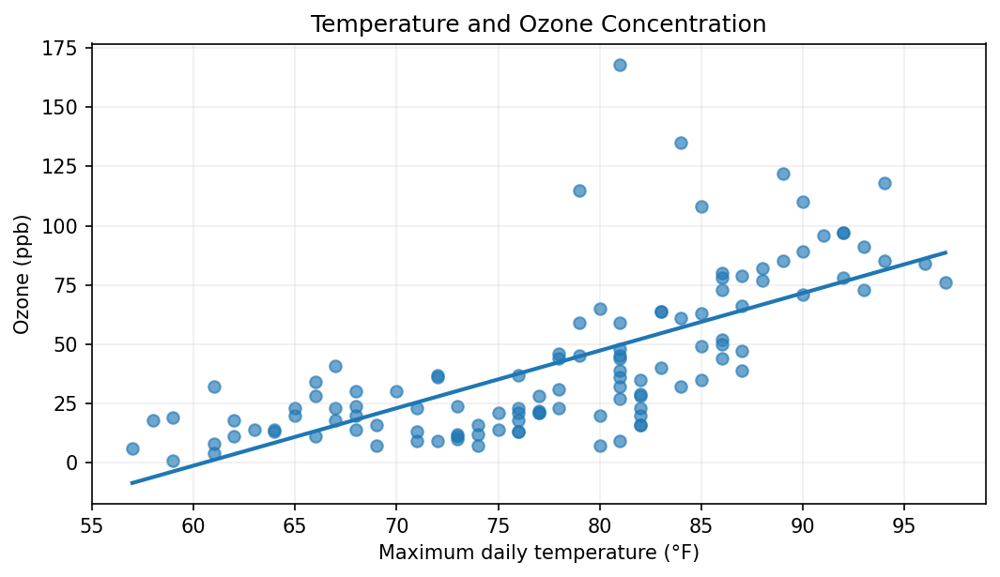 Temperature and Ozone Concentration
175
150
125
100
75
50
25
0
Ozone (ppb)
55 60 65 70 75 80 85 90 95
Maximum daily temperature (°F)